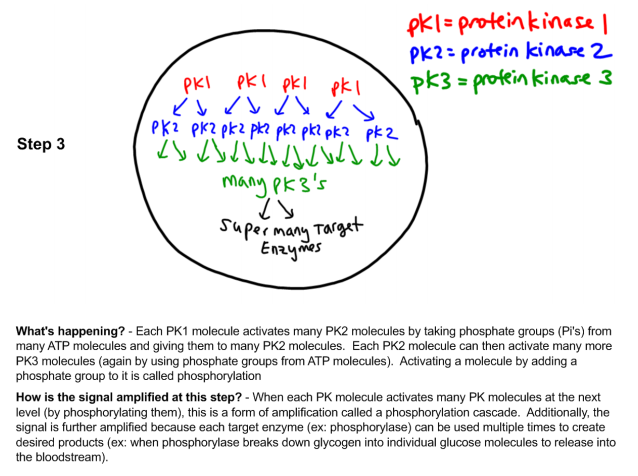 pk1 = protein kinase 1
pk2 = protein kinase 2
pk3 = protein kinase 3
Step 3
pk1 pk1 pk1 pk1
pk2 pk2 pk2 pk2 pk2 pk2 pk2 pk2
many pk3's
super many target
Enzymes
What's happening? - Each PK1 molecule activates many PK2 molecules by taking phosphate groups (Pi's) from
many ATP molecules and giving them to many PK2 molecules.  Each PK2 molecule can then activate many more
PK3 molecules (again by using phosphate groups from ATP molecules).  Activating a molecule by adding a
phosphate group to it is called phosphorylation
How is the signal amplified at this step? - When each PK molecule activates many PK molecules at the next
level (by phosphorylating them), this is a form of amplification called a phosphorylation cascade.  Additionally, the
signal is further amplified because each target enzyme (ex: phosphorylase) can be used multiple times to create
desired products (ex: when phosphorylase breaks down glycogen into individual glucose molecules to release into
the bloodstream).